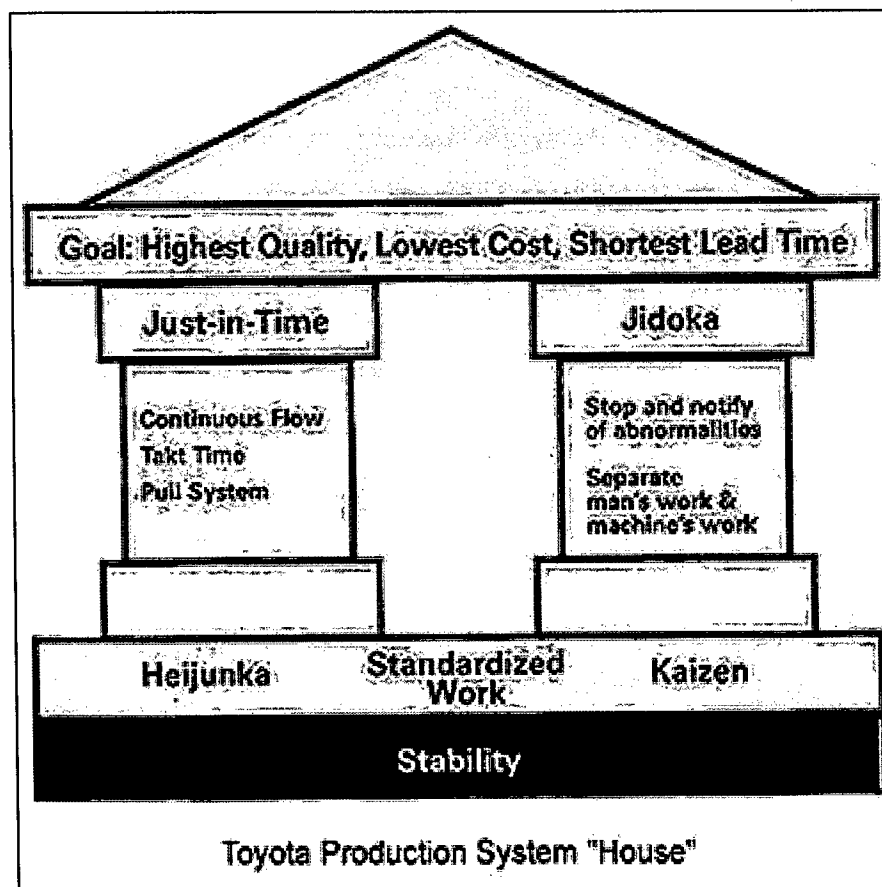 Goal: Highest Quality, Lowest Cost, Shortest Lead Time
Just-in-Time
Continuous Flow
Takt Time
Pull System
Jidoka
Stop and notify
of abnormalities
Separate
man's work &
machine's work
Heijunka
Standardized
Work
Kaizen
Stability
Toyota Production System "House"